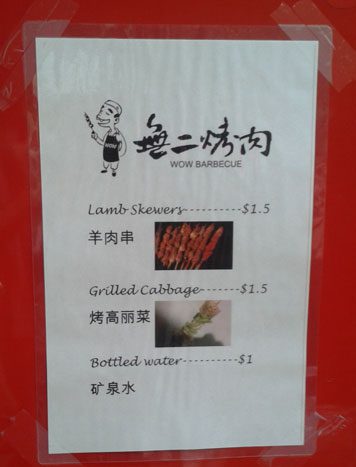 無二烤肉
WOW BARBECUE
WOW
Lamb Skewers----------$1.5
羊肉串
Grilled Cabbage-------$1.5
烤高丽菜
Bottled water----------$1
矿泉水